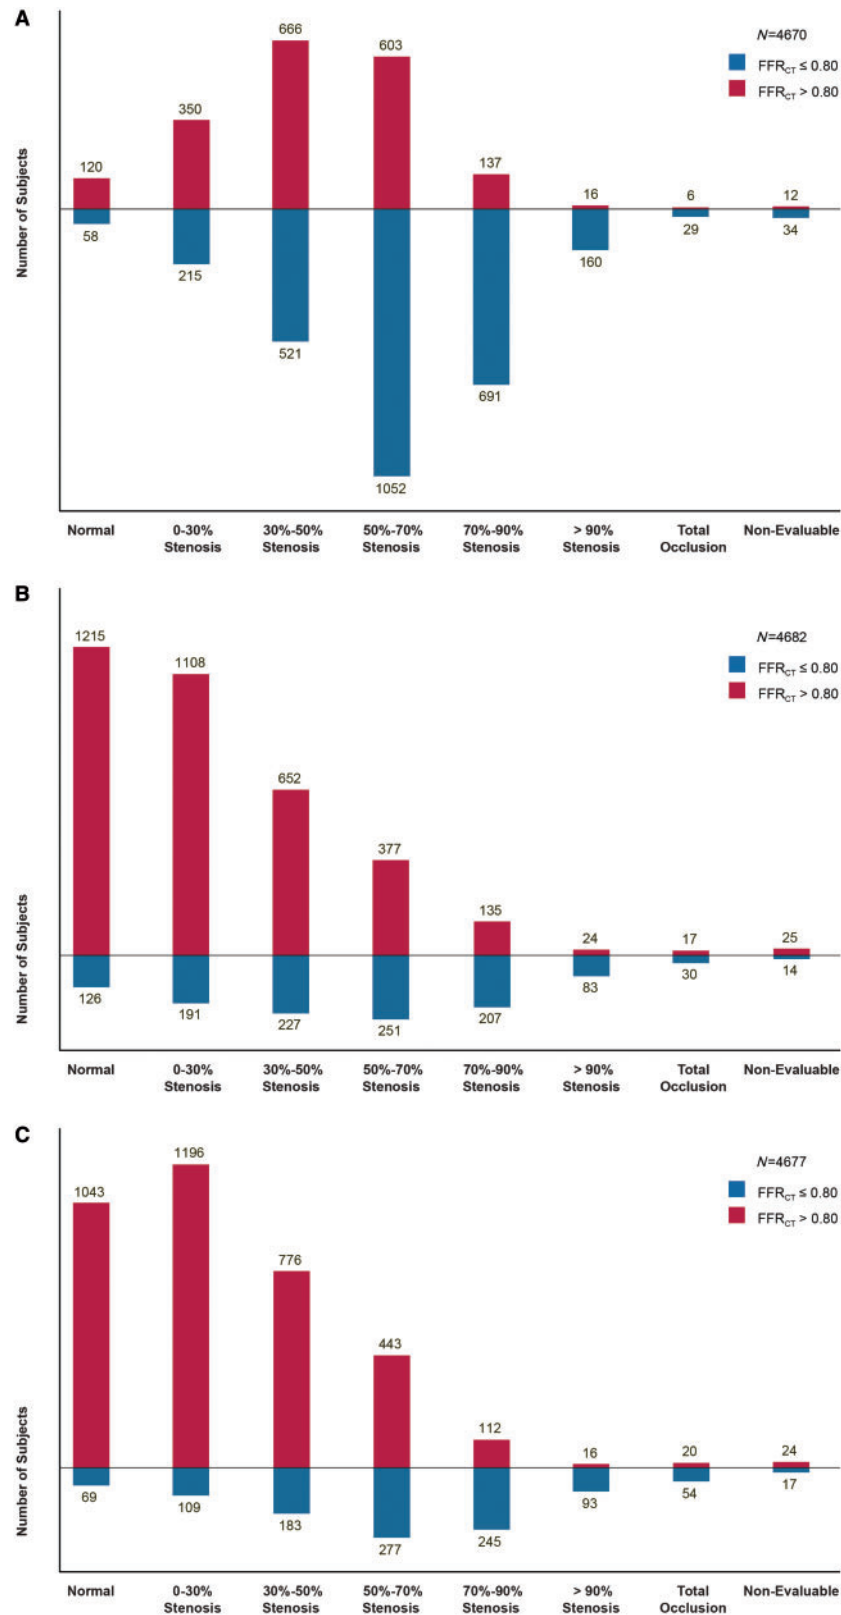 A
N=4670
FFRCT ≤ 0.80
FFRCT > 0.80
Number of Subjects
120
350
666
603
137
16
6
12
58
215
521
1052
691
160
29
34
Normal
0-30%
Stenosis
30%-50%
Stenosis
50%-70%
Stenosis
70%-90%
Stenosis
> 90%
Stenosis
Total
Occlusion
Non-Evaluable
B
N=4682
FFRCT ≤ 0.80
FFRCT > 0.80
Number of Subjects
1215
1108
652
377
135
24
17
25
126
191
227
251
207
83
30
14
Normal
0-30%
Stenosis
30%-50%
Stenosis
50%-70%
Stenosis
70%-90%
Stenosis
> 90%
Stenosis
Total
Occlusion
Non-Evaluable
C
N=4677
FFRCT ≤ 0.80
FFRCT > 0.80
Number of Subjects
1043
1196
776
443
112
16
20
24
69
109
183
277
245
93
54
17
Normal
0-30%
Stenosis
30%-50%
Stenosis
50%-70%
Stenosis
70%-90%
Stenosis
> 90%
Stenosis
Total
Occlusion
Non-Evaluable